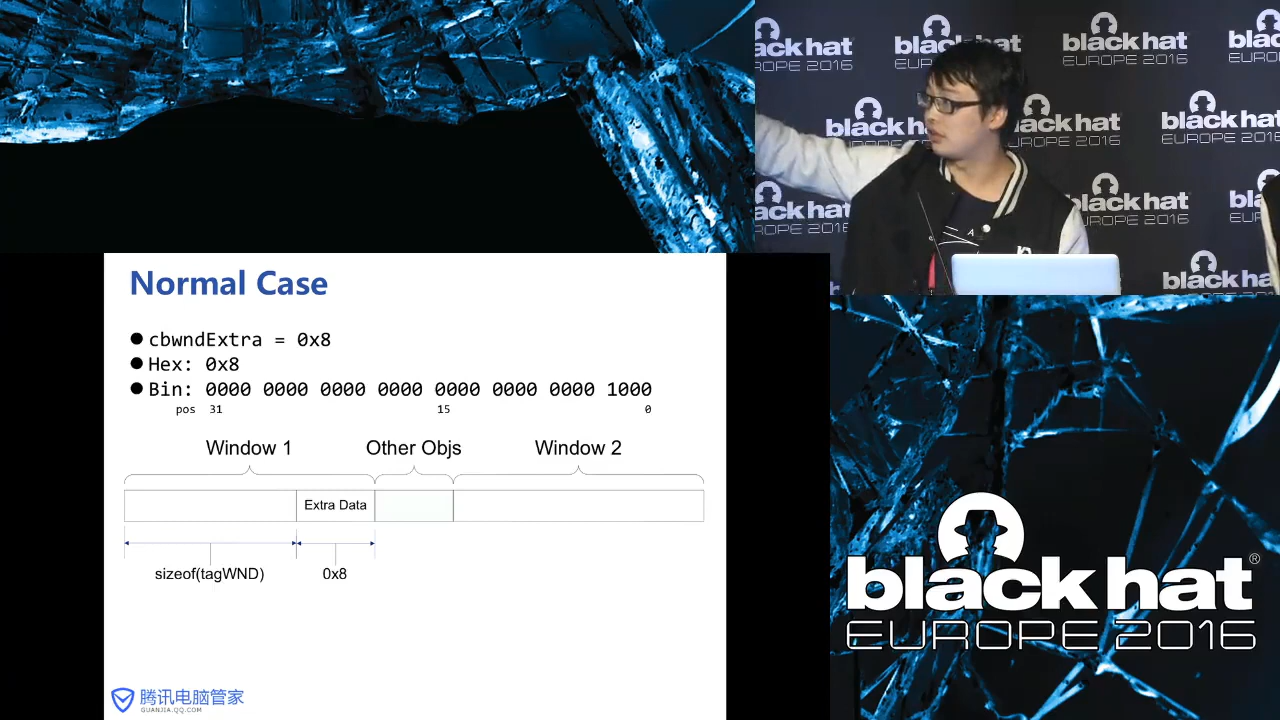 black hat
EUROPE 2016
Normal Case
cbwndExtra = 0x8
Hex: 0x8
Bin: 0000 0000 0000 0000 0000 0000 0000 1000
pos 31 15 0
Window 1 Other Objs Window 2
Extra Data
sizeof(tagWND) 0x8
腾讯电脑管家
GUANJIA.QQ.COM
black hat®
EUROPE 2016